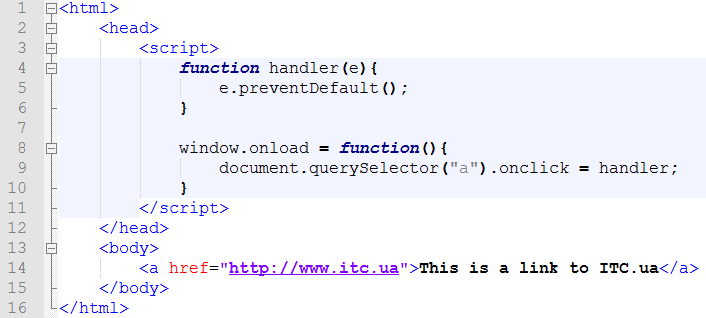 1 <html>
2 <head>
3 <script>
4 function handler(e){
5 e.preventDefault();
6 }
7
8 window.onload = function(){
9 document.querySelector("a").onclick = handler;
10 }
11 </script>
12 </head>
13 <body>
14 <a href="http://www.itc.ua">This is a link to ITC.ua</a>
15 </body>
16 </html>